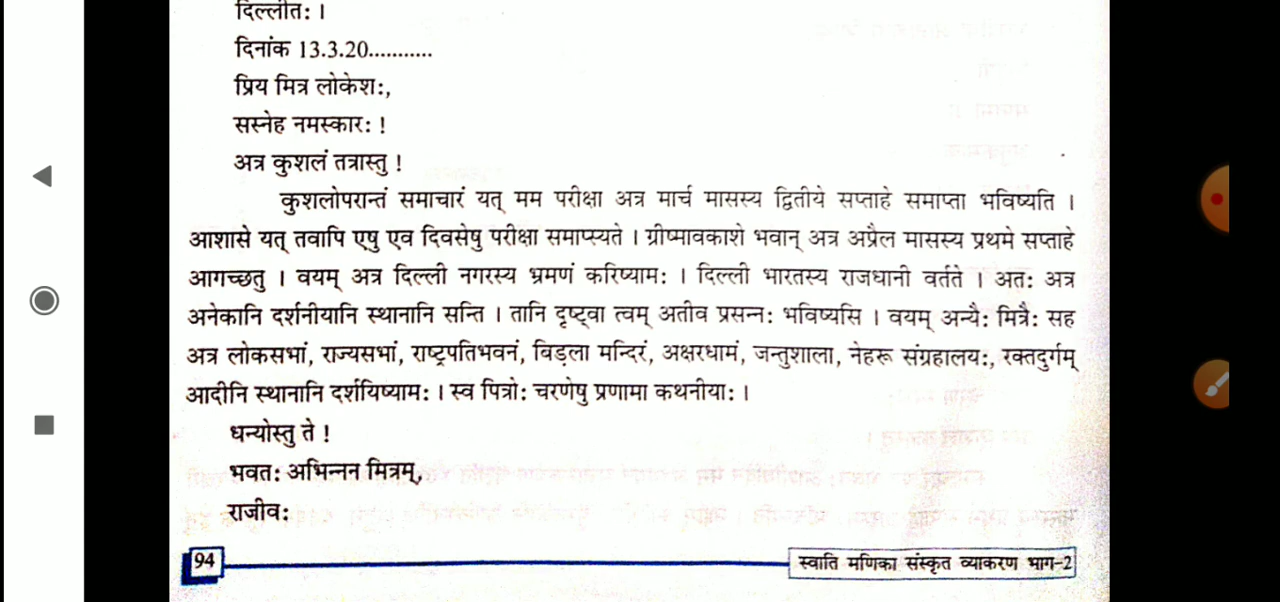 दिल्लीत: ।
दिनांक 13.3.20...........
प्रिय मित्र लोकेश:,
सस्नेह नमस्कार: !
अत्र कुशलं तत्रास्तु !
कुशलोपरान्तं समाचारं यत् मम परीक्षा अत्र मार्च मासस्य द्वितीये सप्ताहे समाप्ता भविष्यति ।
आशासे यत् तवापि एषु एव दिवसेषु परीक्षा समाप्स्यते । ग्रीष्मावकाशे भवान् अत्र अप्रैल मासस्य प्रथमे सप्ताहे
आगच्छतु । वयम् अत्र दिल्ली नगरस्य भ्रमणं करिष्याम: । दिल्ली भारतस्य राजधानी वर्तते । अत: अत्र
अनेकानि दर्शनीयानि स्थानानि सन्ति । तानि दृष्ट्वा त्वम् अतीव प्रसन्न: भविष्यसि । वयम् अन्यै: मित्रै: सह
अत्र लोकसभां, राज्यसभां, राष्ट्रपतिभवनं, बिड़ला मन्दिरं, अक्षरधामं, जन्तुशाला, नेहरू संग्रहालय:, रक्तदुर्गम्
आदीनि स्थानानि दर्शयिष्याम: । स्व पित्रो: चरणेषु प्रणामा कथनीया: ।
धन्योस्तु ते !
भवत: अभिन्नन मित्रम्,
राजीव:
94 स्वाति मणिका संस्कृत व्याकरण भाग-2